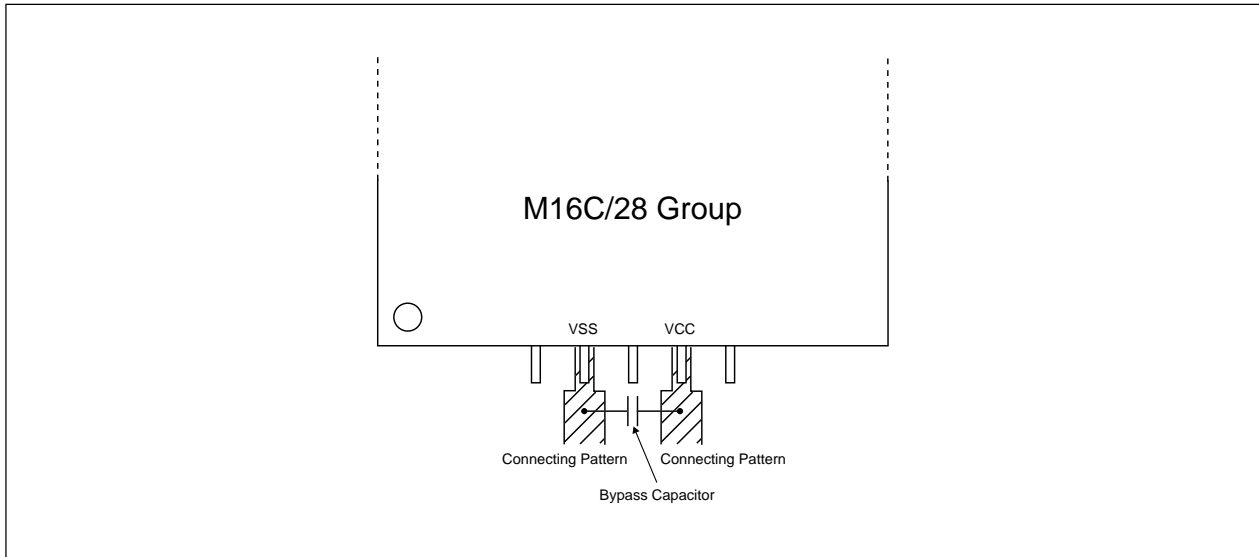 M16C/28 Group
VSS
VCC
Connecting Pattern
Connecting Pattern
Bypass Capacitor